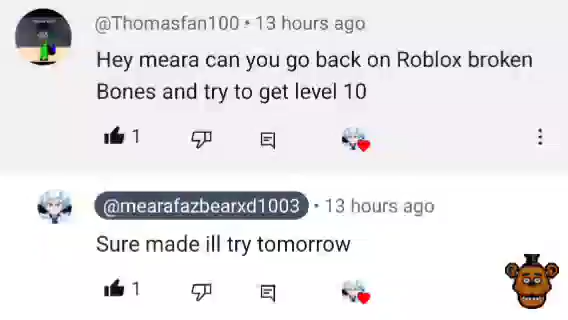 @Thomasfan100 • 13 hours ago
Hey meara can you go back on Roblox broken
Bones and try to get level 10
1
@mearafazbearxd1003 • 13 hours ago
Sure made ill try tomorrow
1